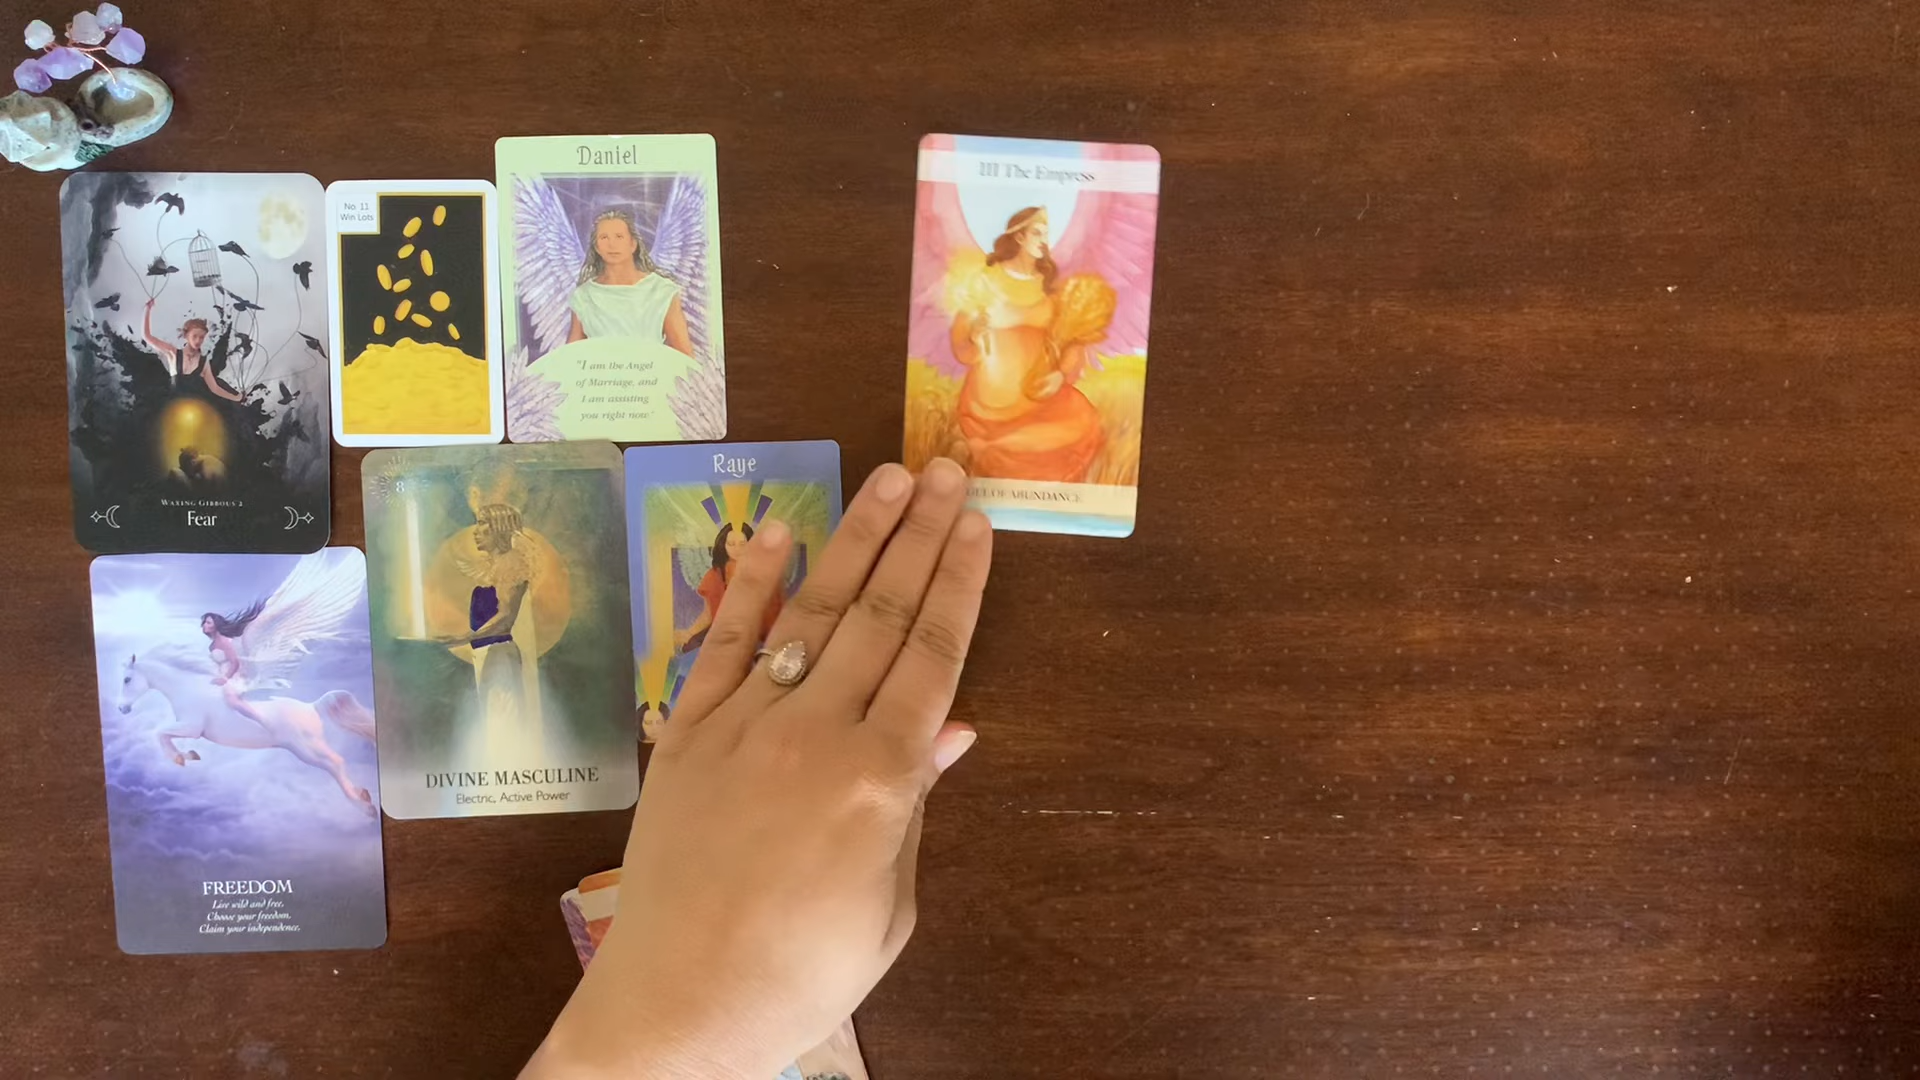 Daniel
"I am the Angel
of Marriage, and
I am assisting
you right now."
III The Empress
OF ABUNDANCE
No. 11
Win Lots
WAXING GIBBOUS 2
Fear
Raye
8
DIVINE MASCULINE
Electric, Active Power
FREEDOM
Live wild and free.
Choose your freedom.
Claim your independence.